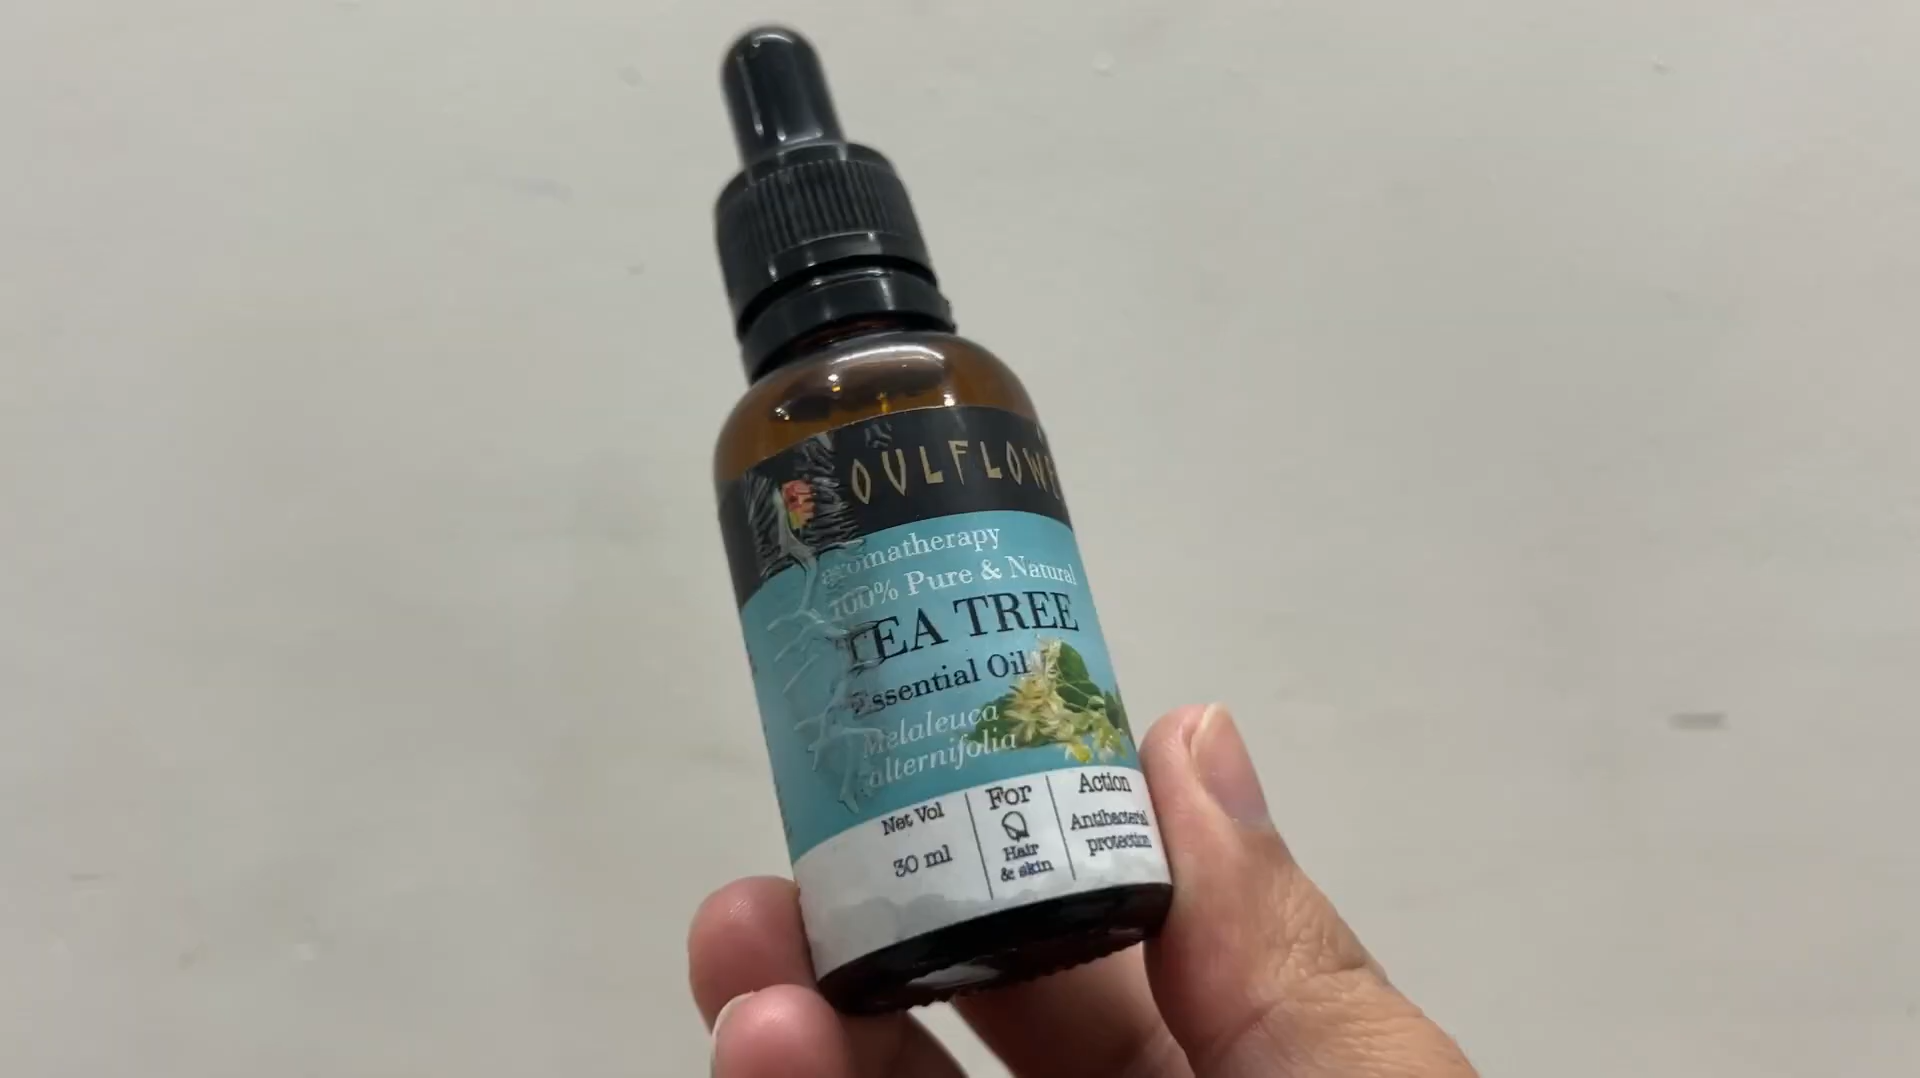 OULFLOWE
aromatherapy
100% Pure & Natural
TEA TREE
Essential Oil
Melaleuca
alternifolia
Net Vol
30 ml
For
Hair
& skin
Action
Antibacterial
protection